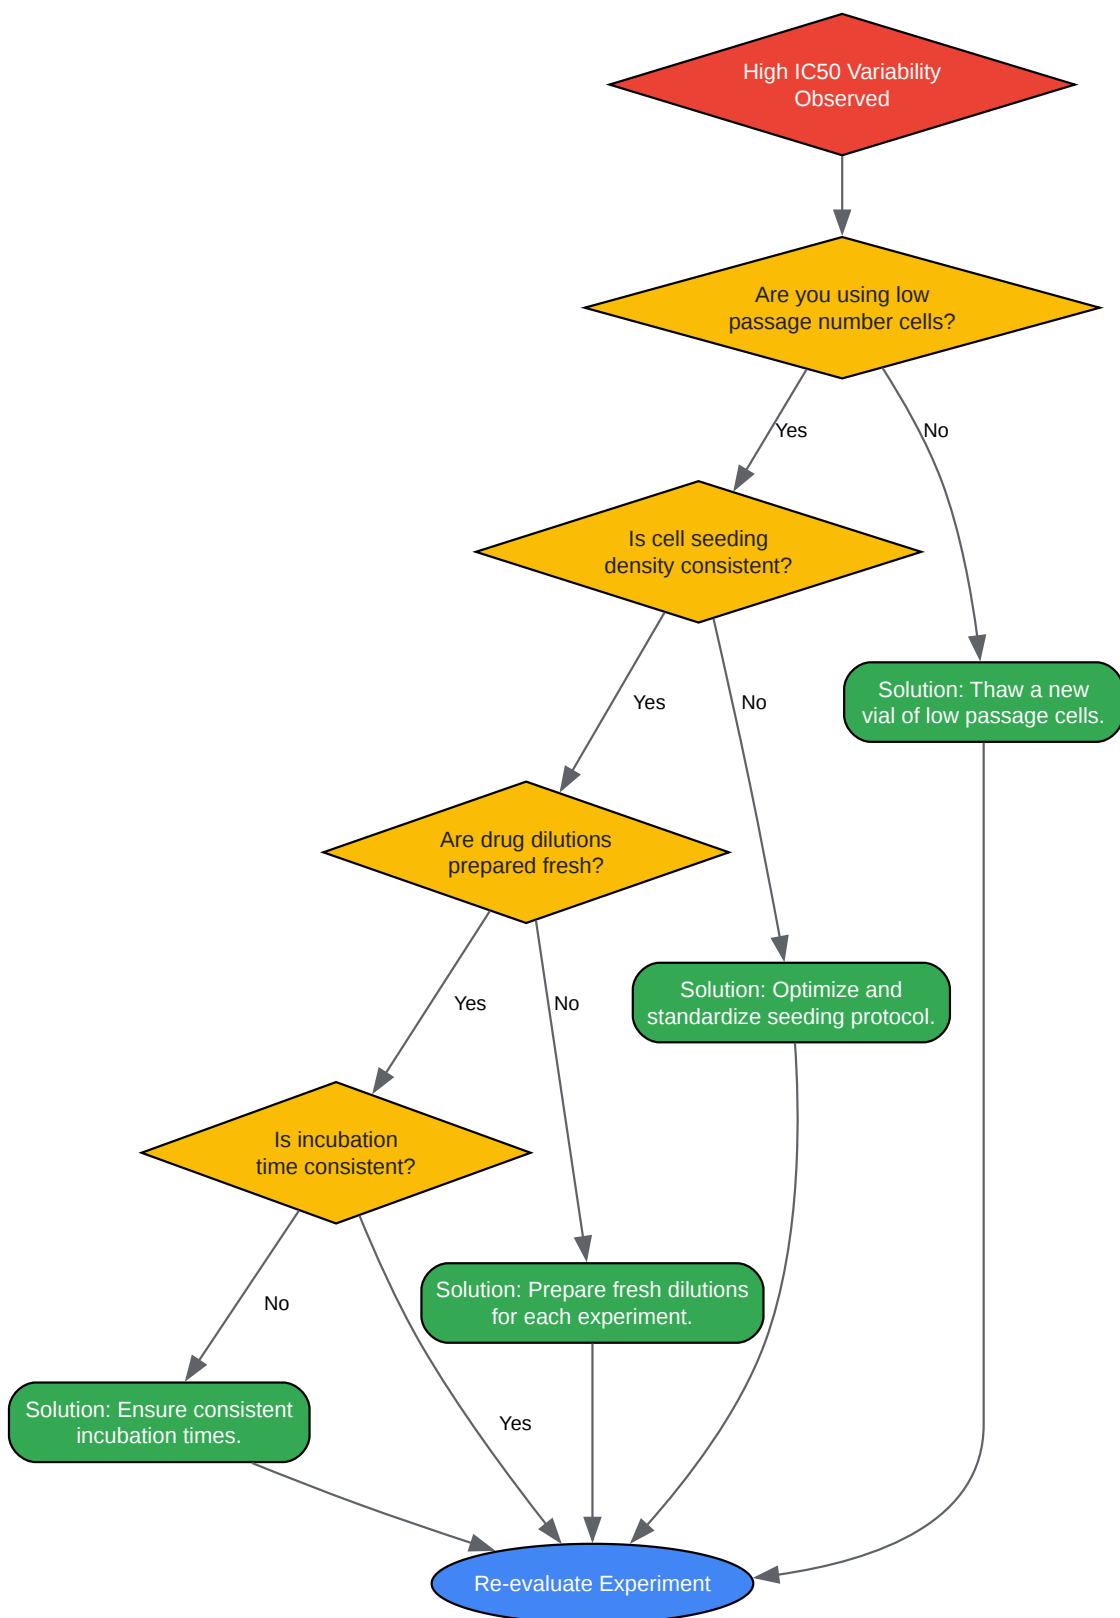 High IC50 Variability
Observed
Are you using low
passage number cells?
Yes
No
Is cell seeding
density consistent?
Solution: Thaw a new
vial of low passage cells.
Yes
No
Are drug dilutions
prepared fresh?
Solution: Optimize and
standardize seeding protocol.
Yes
No
Is incubation
time consistent?
Solution: Prepare fresh dilutions
for each experiment.
No
Yes
Solution: Ensure consistent
incubation times.
Re-evaluate Experiment